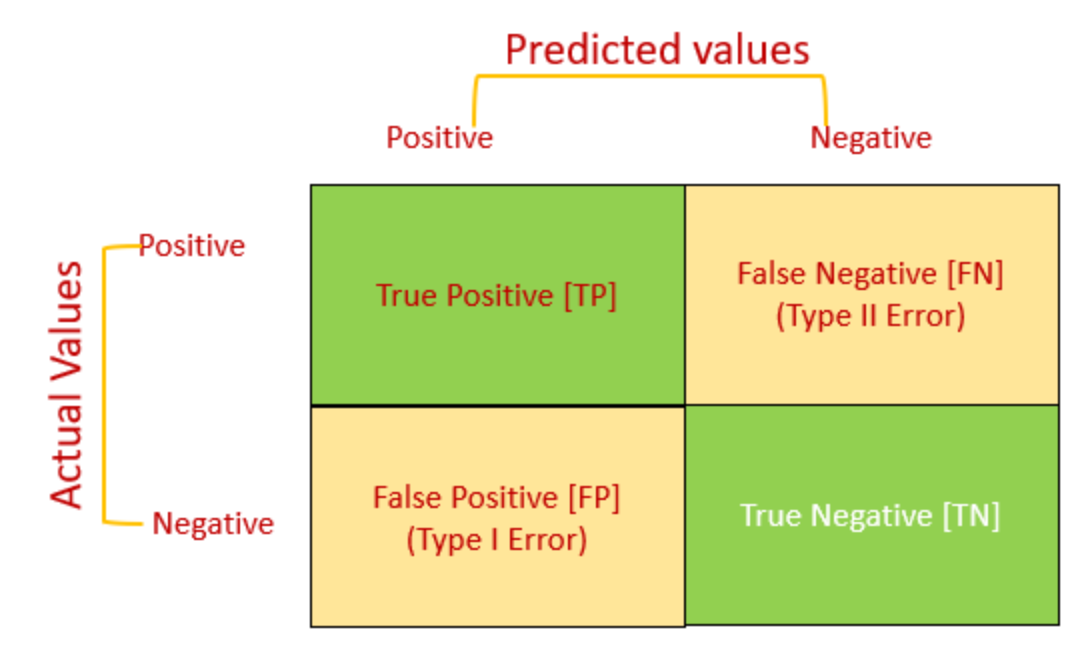 Predicted values
Positive
Negative
Actual Values
Positive
True Positive [TP]
False Negative [FN]
(Type II Error)
Negative
False Positive [FP]
(Type I Error)
True Negative [TN]